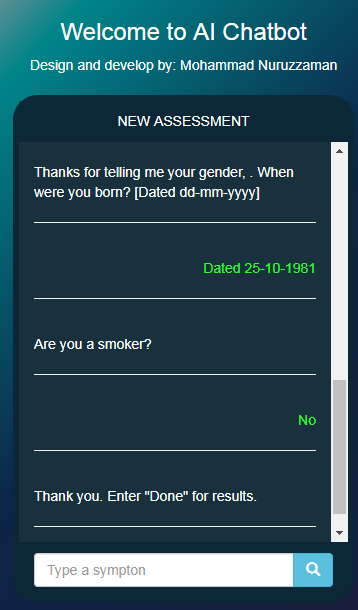 Welcome to AI Chatbot
Design and develop by: Mohammad Nuruzzaman
NEW ASSESSMENT
Thanks for telling me your gender, . When
were you born? [Dated dd-mm-yyyy]
Dated 25-10-1981
Are you a smoker?
No
Thank you. Enter "Done" for results.
Type a sympton